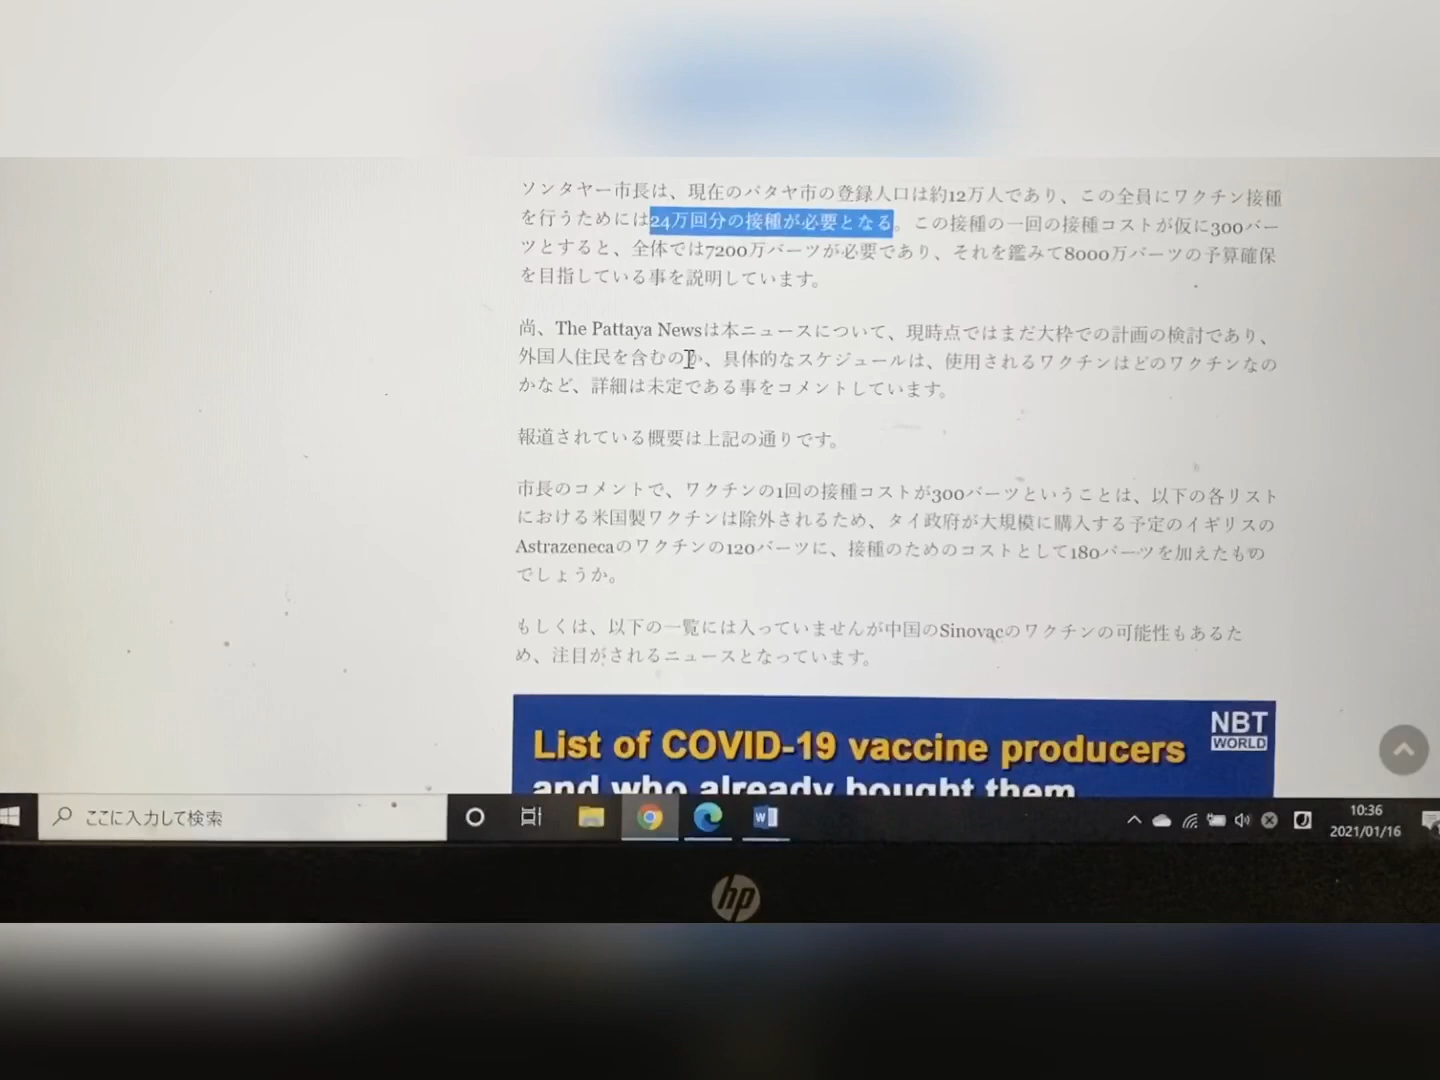 ソンタヤー市長は、現在のパタヤ市の登録人口は約12万人であり、この全員にワクチン接種
を行うためには24万回分の接種が必要となる。この接種の一回の接種コストが仮に300バー
ツとすると、全体では7200万バーツが必要であり、それを鑑みて8000万バーツの予算確保
を目指している事を説明しています。
尚、The Pattaya Newsは本ニュースについて、現時点ではまだ大枠での計画の検討であり、
外国人住民を含むのか、具体的なスケジュールは、使用されるワクチンはどのワクチンなの
かなど、詳細は未定である事をコメントしています。
報道されている概要は上記の通りです。
市長のコメントで、ワクチンの1回の接種コストが300バーツということは、以下の各リスト
における米国製ワクチンは除外されるため、タイ政府が大規模に購入する予定のイギリスの
Astrazenecaのワクチンの120バーツに、接種のためのコストとして180バーツを加えたもの
でしょうか。
もしくは、以下の一覧には入っていませんが中国のSinovacのワクチンの可能性もあるた
め、注目がされるニュースとなっています。
List of COVID-19 vaccine producers
NBT
WORLD
and who already bought them
ここに入力して検索
10:36
2021/01/16
hp